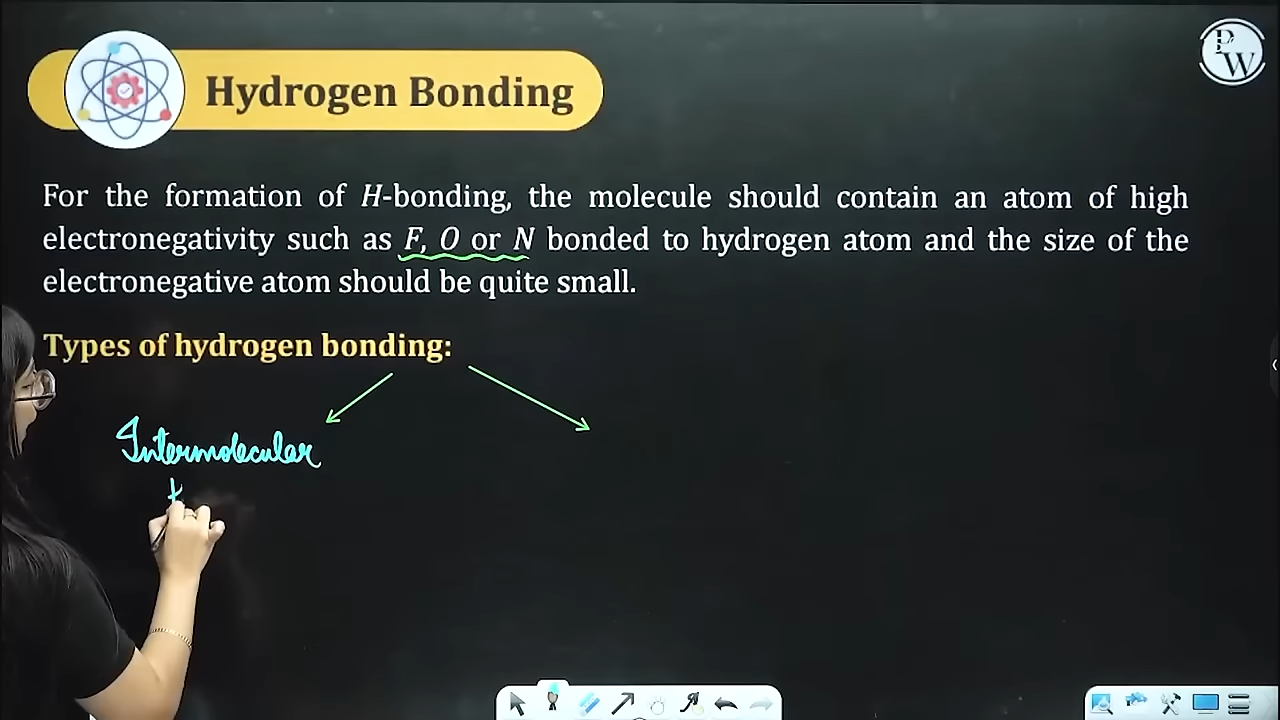 Hydrogen Bonding
PW
For the formation of H-bonding, the molecule should contain an atom of high
electronegativity such as F, O or N bonded to hydrogen atom and the size of the
electronegative atom should be quite small.
Types of hydrogen bonding:
Intermolecular